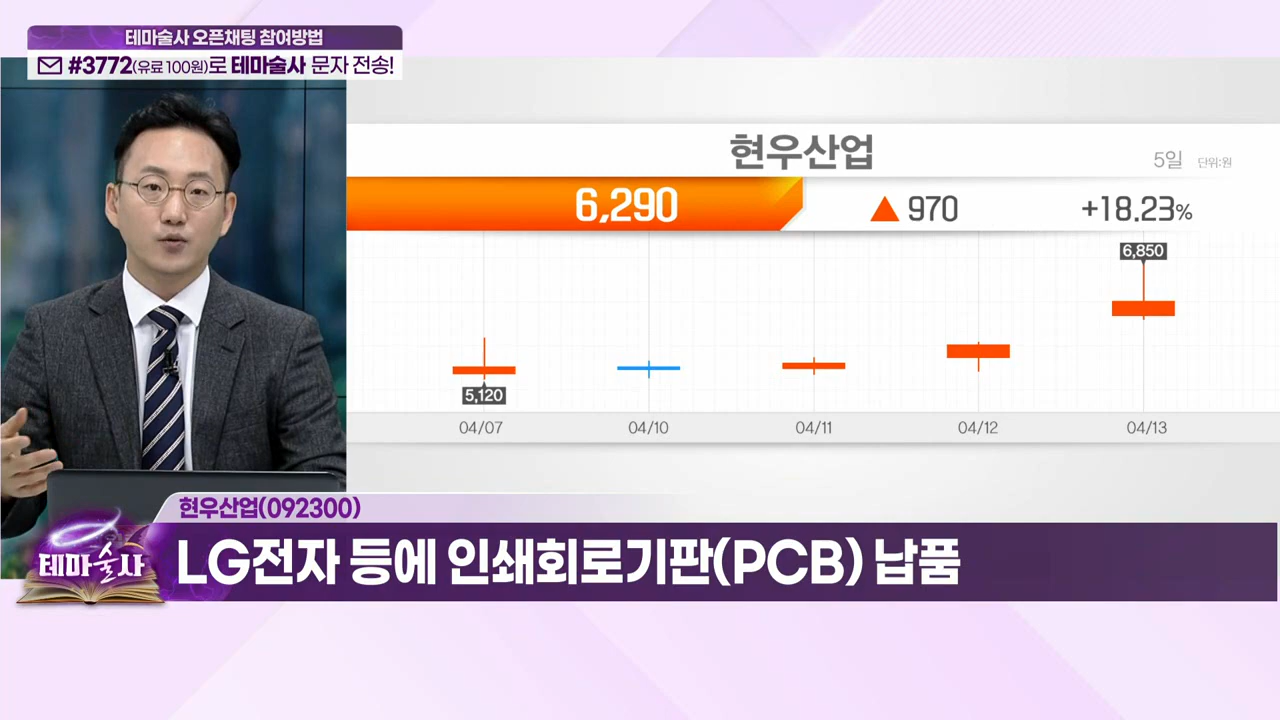 테마술사 오픈채팅 참여방법
#3772(유료 100원)로 테마술사 문자 전송!
현우산업
5일 단위:원
6,290 ▲ 970 +18.23%
6,850
5,120
04/07 04/10 04/11 04/12 04/13
현우산업(092300)
테마술사
LG전자 등에 인쇄회로기판(PCB) 납품